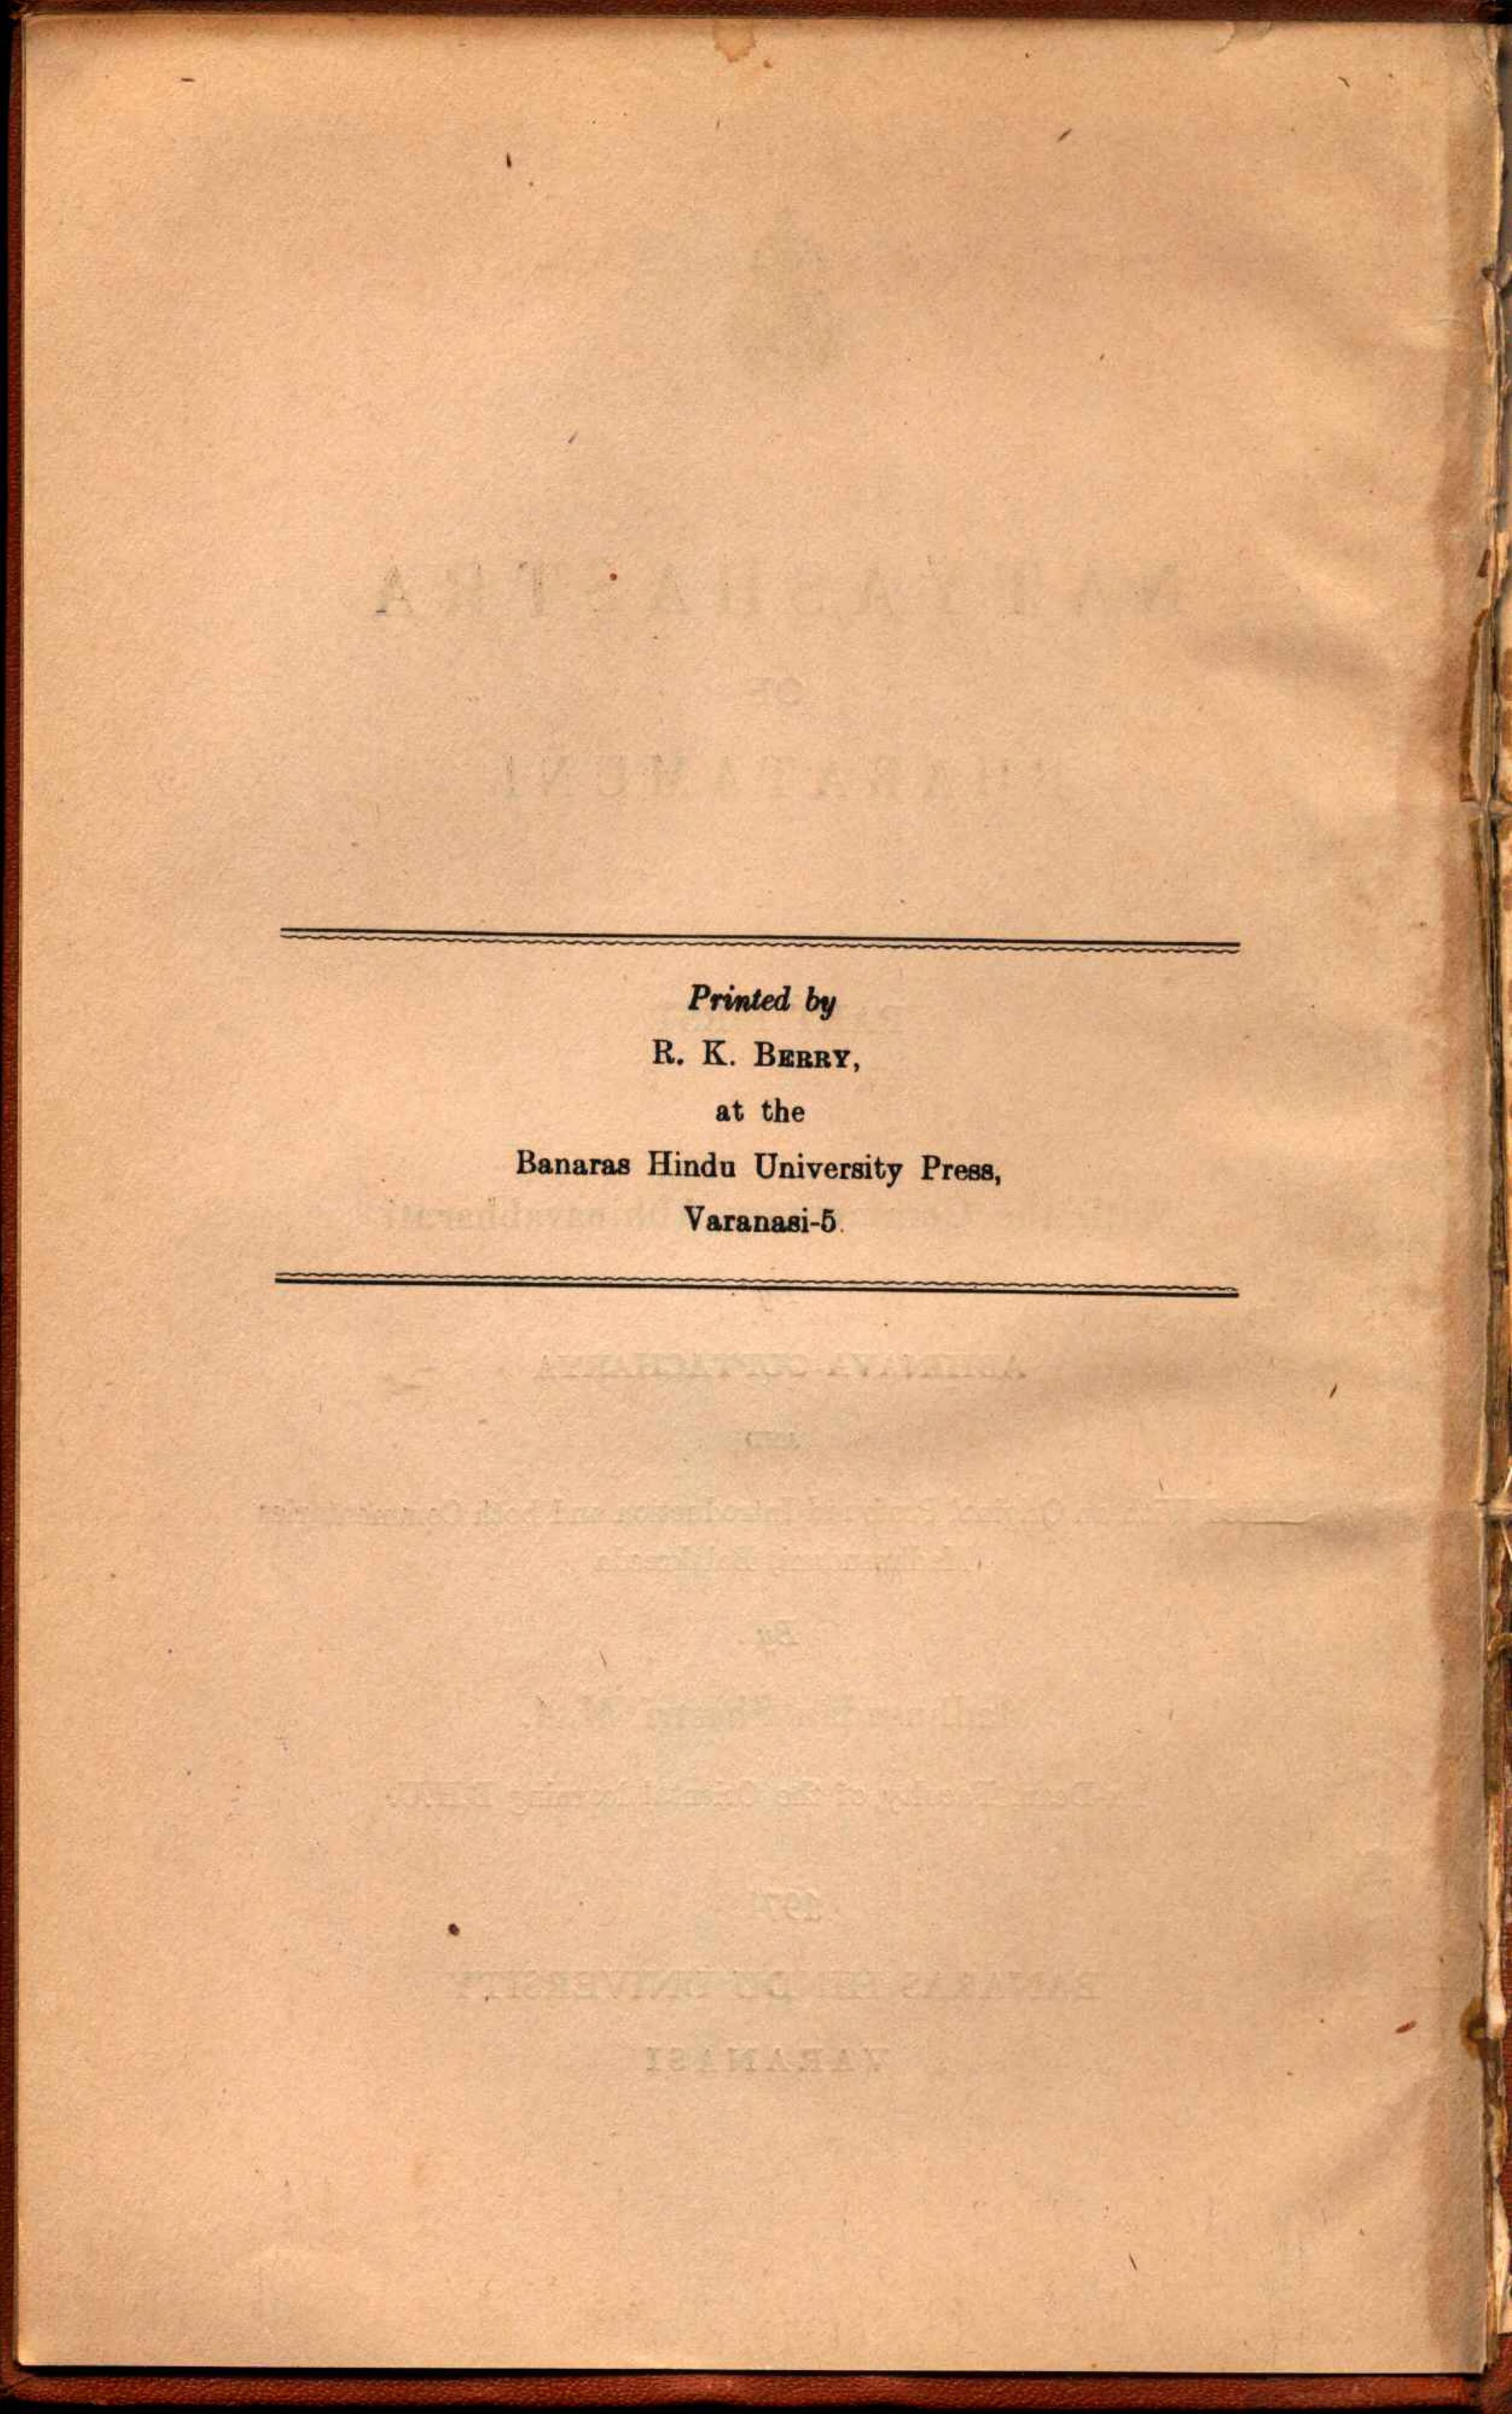 Printed by
R. K. BERRY,
at the
Banaras Hindu University Press,
Varanasi-5.